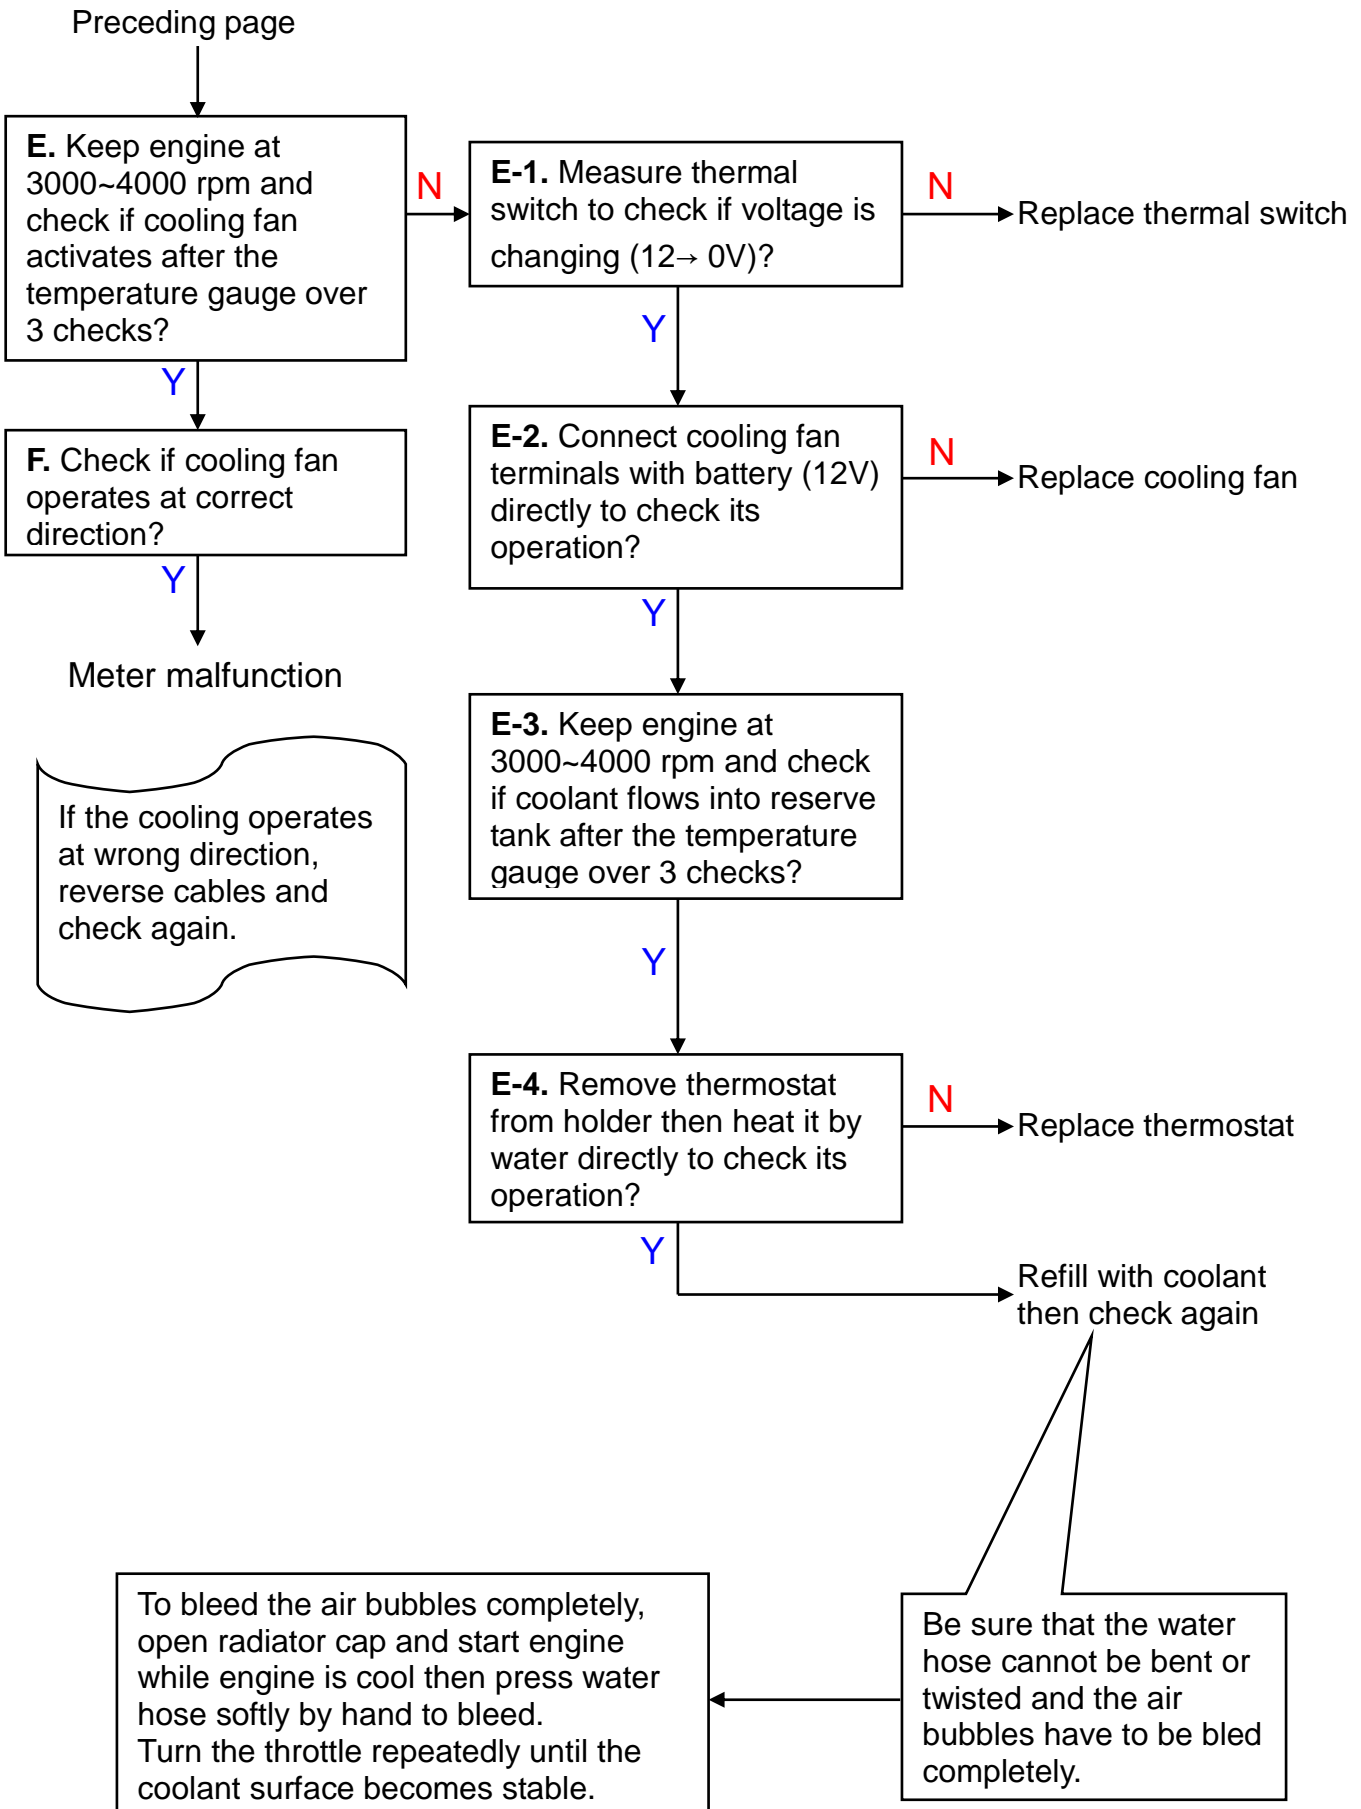 Preceding page
E. Keep engine at
3000~4000 rpm and
check if cooling fan
activates after the
temperature gauge over
3 checks?
N
E-1. Measure thermal
switch to check if voltage is
changing (12→ 0V)?
N
Replace thermal switch
Y
Y
F. Check if cooling fan
operates at correct
direction?
E-2. Connect cooling fan
terminals with battery (12V)
directly to check its
operation?
N
Replace cooling fan
Y
Y
Meter malfunction
E-3. Keep engine at
3000~4000 rpm and check
if coolant flows into reserve
tank after the temperature
gauge over 3 checks?
If the cooling operates
at wrong direction,
reverse cables and
check again.
Y
E-4. Remove thermostat
from holder then heat it by
water directly to check its
operation?
N
Replace thermostat
Y
Refill with coolant
then check again
To bleed the air bubbles completely,
open radiator cap and start engine
while engine is cool then press water
hose softly by hand to bleed.
Turn the throttle repeatedly until the
coolant surface becomes stable.
Be sure that the water
hose cannot be bent or
twisted and the air
bubbles have to be bled
completely.